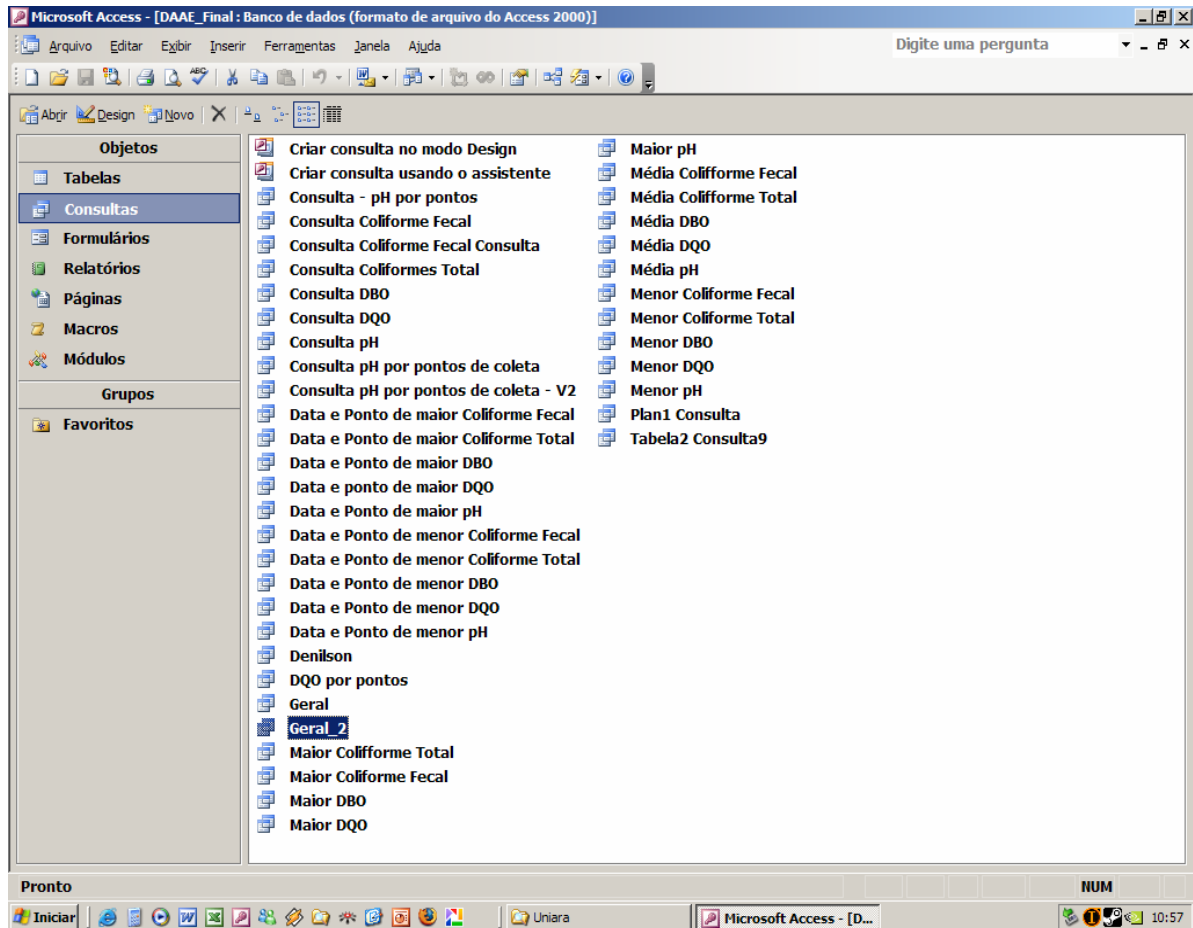 Microsoft Access - [DAAE_Final : Banco de dados (formato de arquivo do Access 2000)]
Arquivo Editar Exibir Inserir Ferramentas Janela Ajuda Digite uma pergunta
Abrir Design Novo
Objetos
Tabelas
Consultas
Formulários
Relatórios
Páginas
Macros
Módulos
Grupos
Favoritos
Criar consulta no modo Design
Criar consulta usando o assistente
Consulta - pH por pontos
Consulta Coliforme Fecal
Consulta Coliforme Fecal Consulta
Consulta Coliformes Total
Consulta DBO
Consulta DQO
Consulta pH
Consulta pH por pontos de coleta
Consulta pH por pontos de coleta - V2
Data e Ponto de maior Coliforme Fecal
Data e Ponto de maior Coliforme Total
Data e Ponto de maior DBO
Data e ponto de maior DQO
Data e Ponto de maior pH
Data e Ponto de menor Coliforme Fecal
Data e Ponto de menor Coliforme Total
Data e Ponto de menor DBO
Data e Ponto de menor DQO
Data e Ponto de menor pH
Denilson
DQO por pontos
Geral
Geral_2
Maior Colifforme Total
Maior Coliforme Fecal
Maior DBO
Maior DQO
Maior pH
Média Colifforme Fecal
Média Colifforme Total
Média DBO
Média DQO
Média pH
Menor Coliforme Fecal
Menor Coliforme Total
Menor DBO
Menor DQO
Menor pH
Plan1 Consulta
Tabela2 Consulta9
Pronto NUM
Iniciar Uniara Microsoft Access - [D... 10:57